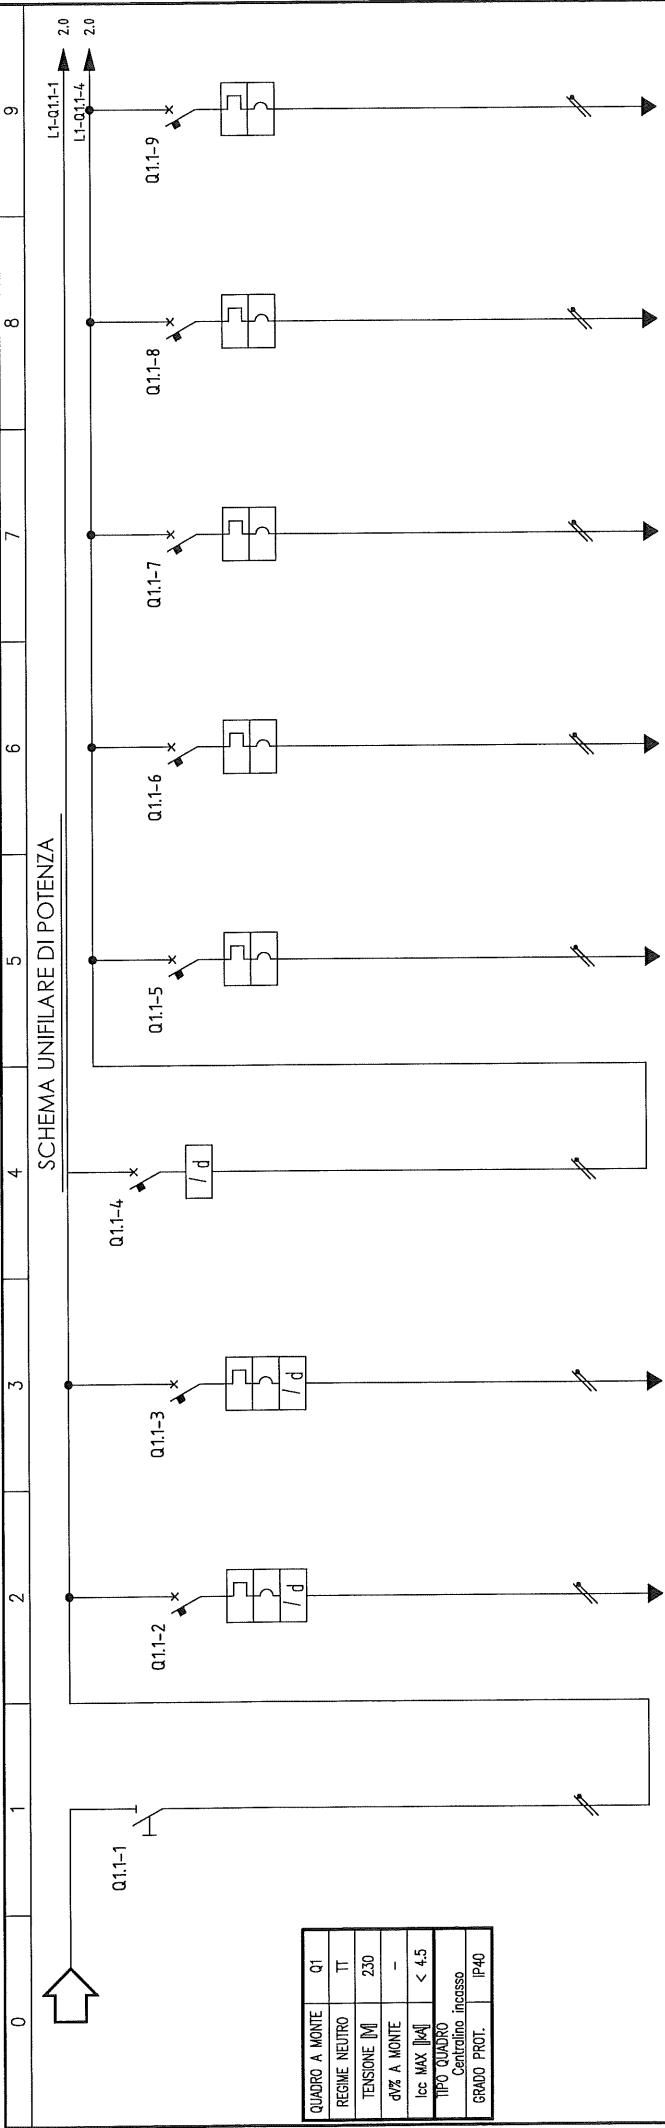 0 1 2 3 4 5 6 7 8 9
SCHEMA UNIFILARE DI POTENZA
L1-Q1.1-1 2.0
L1-Q1.1-4 2.0
Q1.1-1
Q1.1-2
Q1.1-3
Q1.1-4
Q1.1-5
Q1.1-6
Q1.1-7
Q1.1-8
Q1.1-9
I d
I d
I d
QUADRO A MONTE Q1
REGIME NEUTRO TT
TENSIONE [V] 230
dV% A MONTE -
Icc MAX [kA] < 4.5
TIPO QUADRO
Centralino incasso
GRADO PROT. IP40